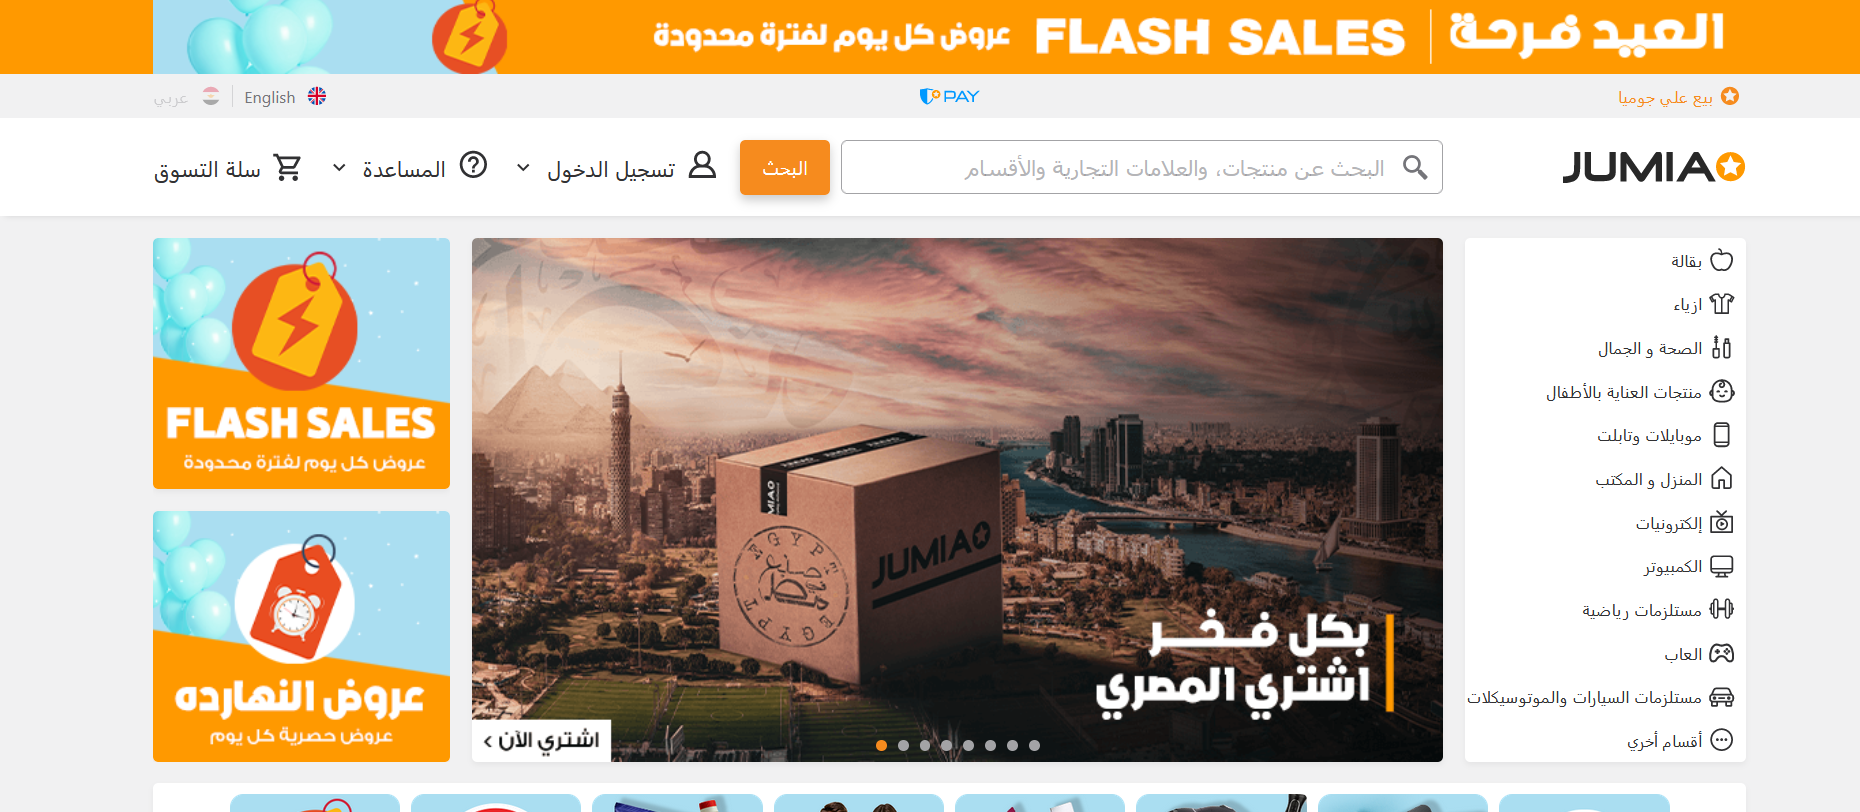 العيد فرحة
FLASH SALES
عروض كل يوم لفترة محدودة
بيع علي جوميا
PAY
English
عربي
JUMIA
البحث عن منتجات، والعلامات التجارية والأقسام
البحث
تسجيل الدخول
المساعدة
سلة التسوق
بقالة
ازياء
الصحة و الجمال
منتجات العناية بالأطفال
موبايلات وتابلت
المنزل و المكتب
إلكترونيات
الكمبيوتر
مستلزمات رياضية
العاب
مستلزمات السيارات والموتوسيكلات
أقسام أخري
JUMIA
EGYPT
صنع
مصر
EGYPT
بكل فخر
اشتري المصري
اشتري الآن >
FLASH SALES
عروض كل يوم لفترة محدودة
عروض النهارده
عروض حصرية كل يوم